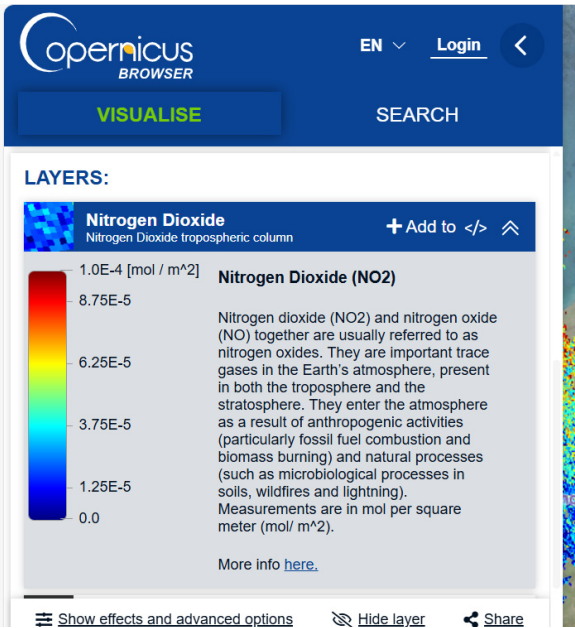 Copernicus
BROWSER
EN
Login
VISUALISE
SEARCH
LAYERS:
Nitrogen Dioxide
Nitrogen Dioxide tropospheric column
+ Add to </>
1.0E-4 [mol / m^2]
8.75E-5
6.25E-5
3.75E-5
1.25E-5
0.0
Nitrogen Dioxide (NO2)
Nitrogen dioxide (NO2) and nitrogen oxide
(NO) together are usually referred to as
nitrogen oxides. They are important trace
gases in the Earth's atmosphere, present
in both the troposphere and the
stratosphere. They enter the atmosphere
as a result of anthropogenic activities
(particularly fossil fuel combustion and
biomass burning) and natural processes
(such as microbiological processes in
soils, wildfires and lightning).
Measurements are in mol per square
meter (mol/ m^2).
More info here.
Show effects and advanced options
Hide layer
Share